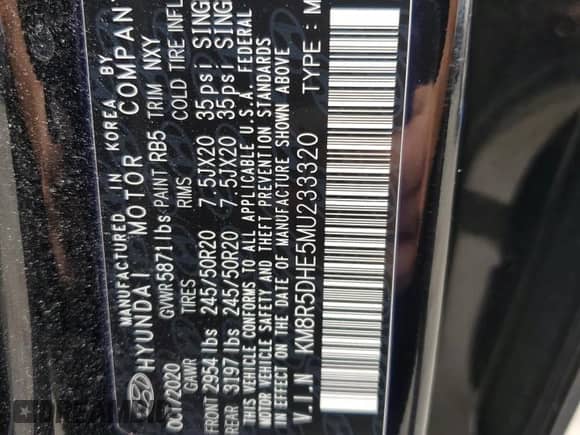 MANUFACTURED IN KOREA BY
HYUNDAI MOTOR COMPAN
/2020 GVWR 5871 lbs PAINT RB5 TRIM NXY
GAWR TIRES RIMS COLD TIRE INFL
FRONT 2954 lbs 245/50R20 7.5JX20 35psi SING
REAR 3197 lbs 245/50R20 7.5JX20 35psi SING
THIS VEHICLE CONFORMS TO ALL APPLICABLE U.S.A. FEDERAL
MOTOR VEHICLE SAFETY AND THEFT PREVENTION STANDARDS
IN EFFECT ON THE DATE OF MANUFACTURE SHOWN ABOVE
V.I.N KM8R5DHE5MU233320 TYPE : M